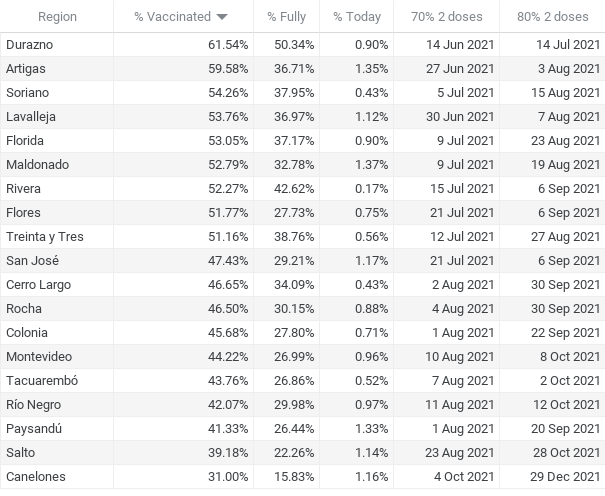 Region % Vaccinated % Fully % Today 70% 2 doses 80% 2 doses
Durazno 61.54% 50.34% 0.90% 14 Jun 2021 14 Jul 2021
Artigas 59.58% 36.71% 1.35% 27 Jun 2021 3 Aug 2021
Soriano 54.26% 37.95% 0.43% 5 Jul 2021 15 Aug 2021
Lavalleja 53.76% 36.97% 1.12% 30 Jun 2021 7 Aug 2021
Florida 53.05% 37.17% 0.90% 9 Jul 2021 23 Aug 2021
Maldonado 52.79% 32.78% 1.37% 9 Jul 2021 19 Aug 2021
Rivera 52.27% 42.62% 0.17% 15 Jul 2021 6 Sep 2021
Flores 51.77% 27.73% 0.75% 21 Jul 2021 6 Sep 2021
Treinta y Tres 51.16% 38.76% 0.56% 12 Jul 2021 27 Aug 2021
San José 47.43% 29.21% 1.17% 21 Jul 2021 6 Sep 2021
Cerro Largo 46.65% 34.09% 0.43% 2 Aug 2021 30 Sep 2021
Rocha 46.50% 30.15% 0.88% 4 Aug 2021 30 Sep 2021
Colonia 45.68% 27.80% 0.71% 1 Aug 2021 22 Sep 2021
Montevideo 44.22% 26.99% 0.96% 10 Aug 2021 8 Oct 2021
Tacuarembó 43.76% 26.86% 0.52% 7 Aug 2021 2 Oct 2021
Río Negro 42.07% 29.98% 0.97% 11 Aug 2021 12 Oct 2021
Paysandú 41.33% 26.44% 1.33% 1 Aug 2021 20 Sep 2021
Salto 39.18% 22.26% 1.14% 23 Aug 2021 28 Oct 2021
Canelones 31.00% 15.83% 1.16% 4 Oct 2021 29 Dec 2021